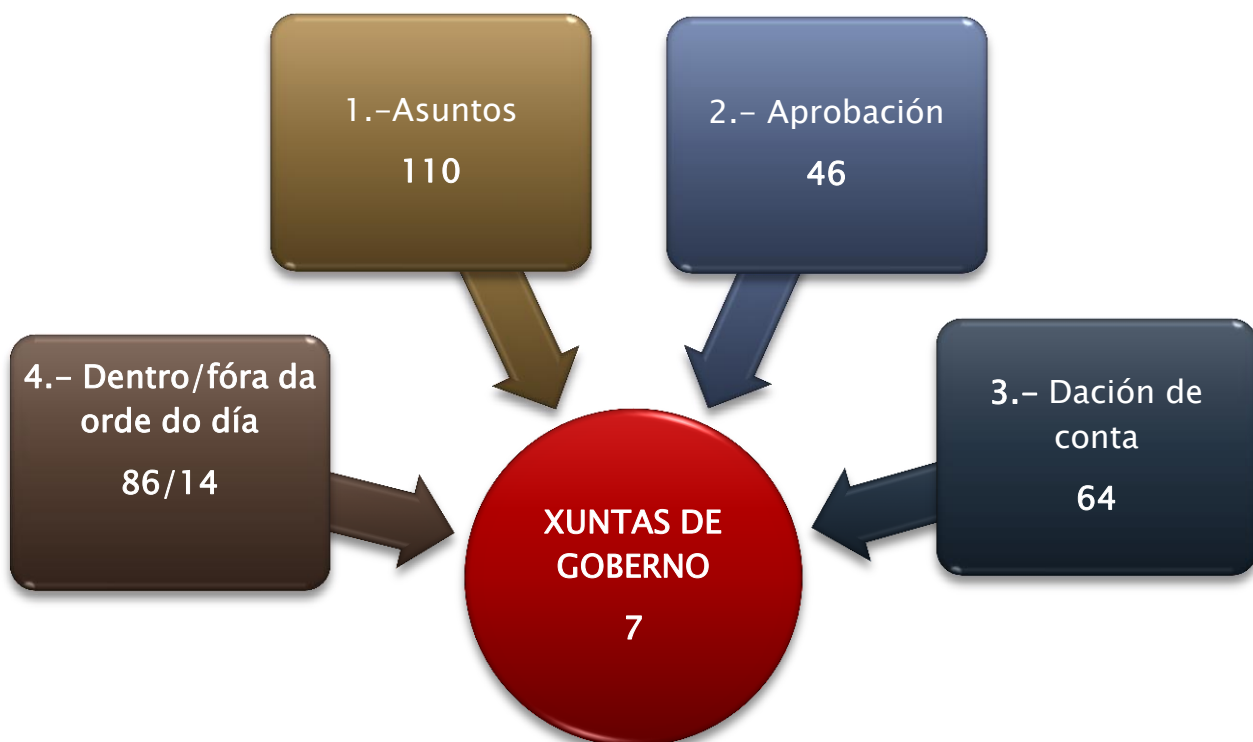 1.-Asuntos
110
2.- Aprobación
46
3.- Dación de
conta
64
4.- Dentro/fóra da
orde do día
86/14
XUNTAS DE
GOBERNO
7